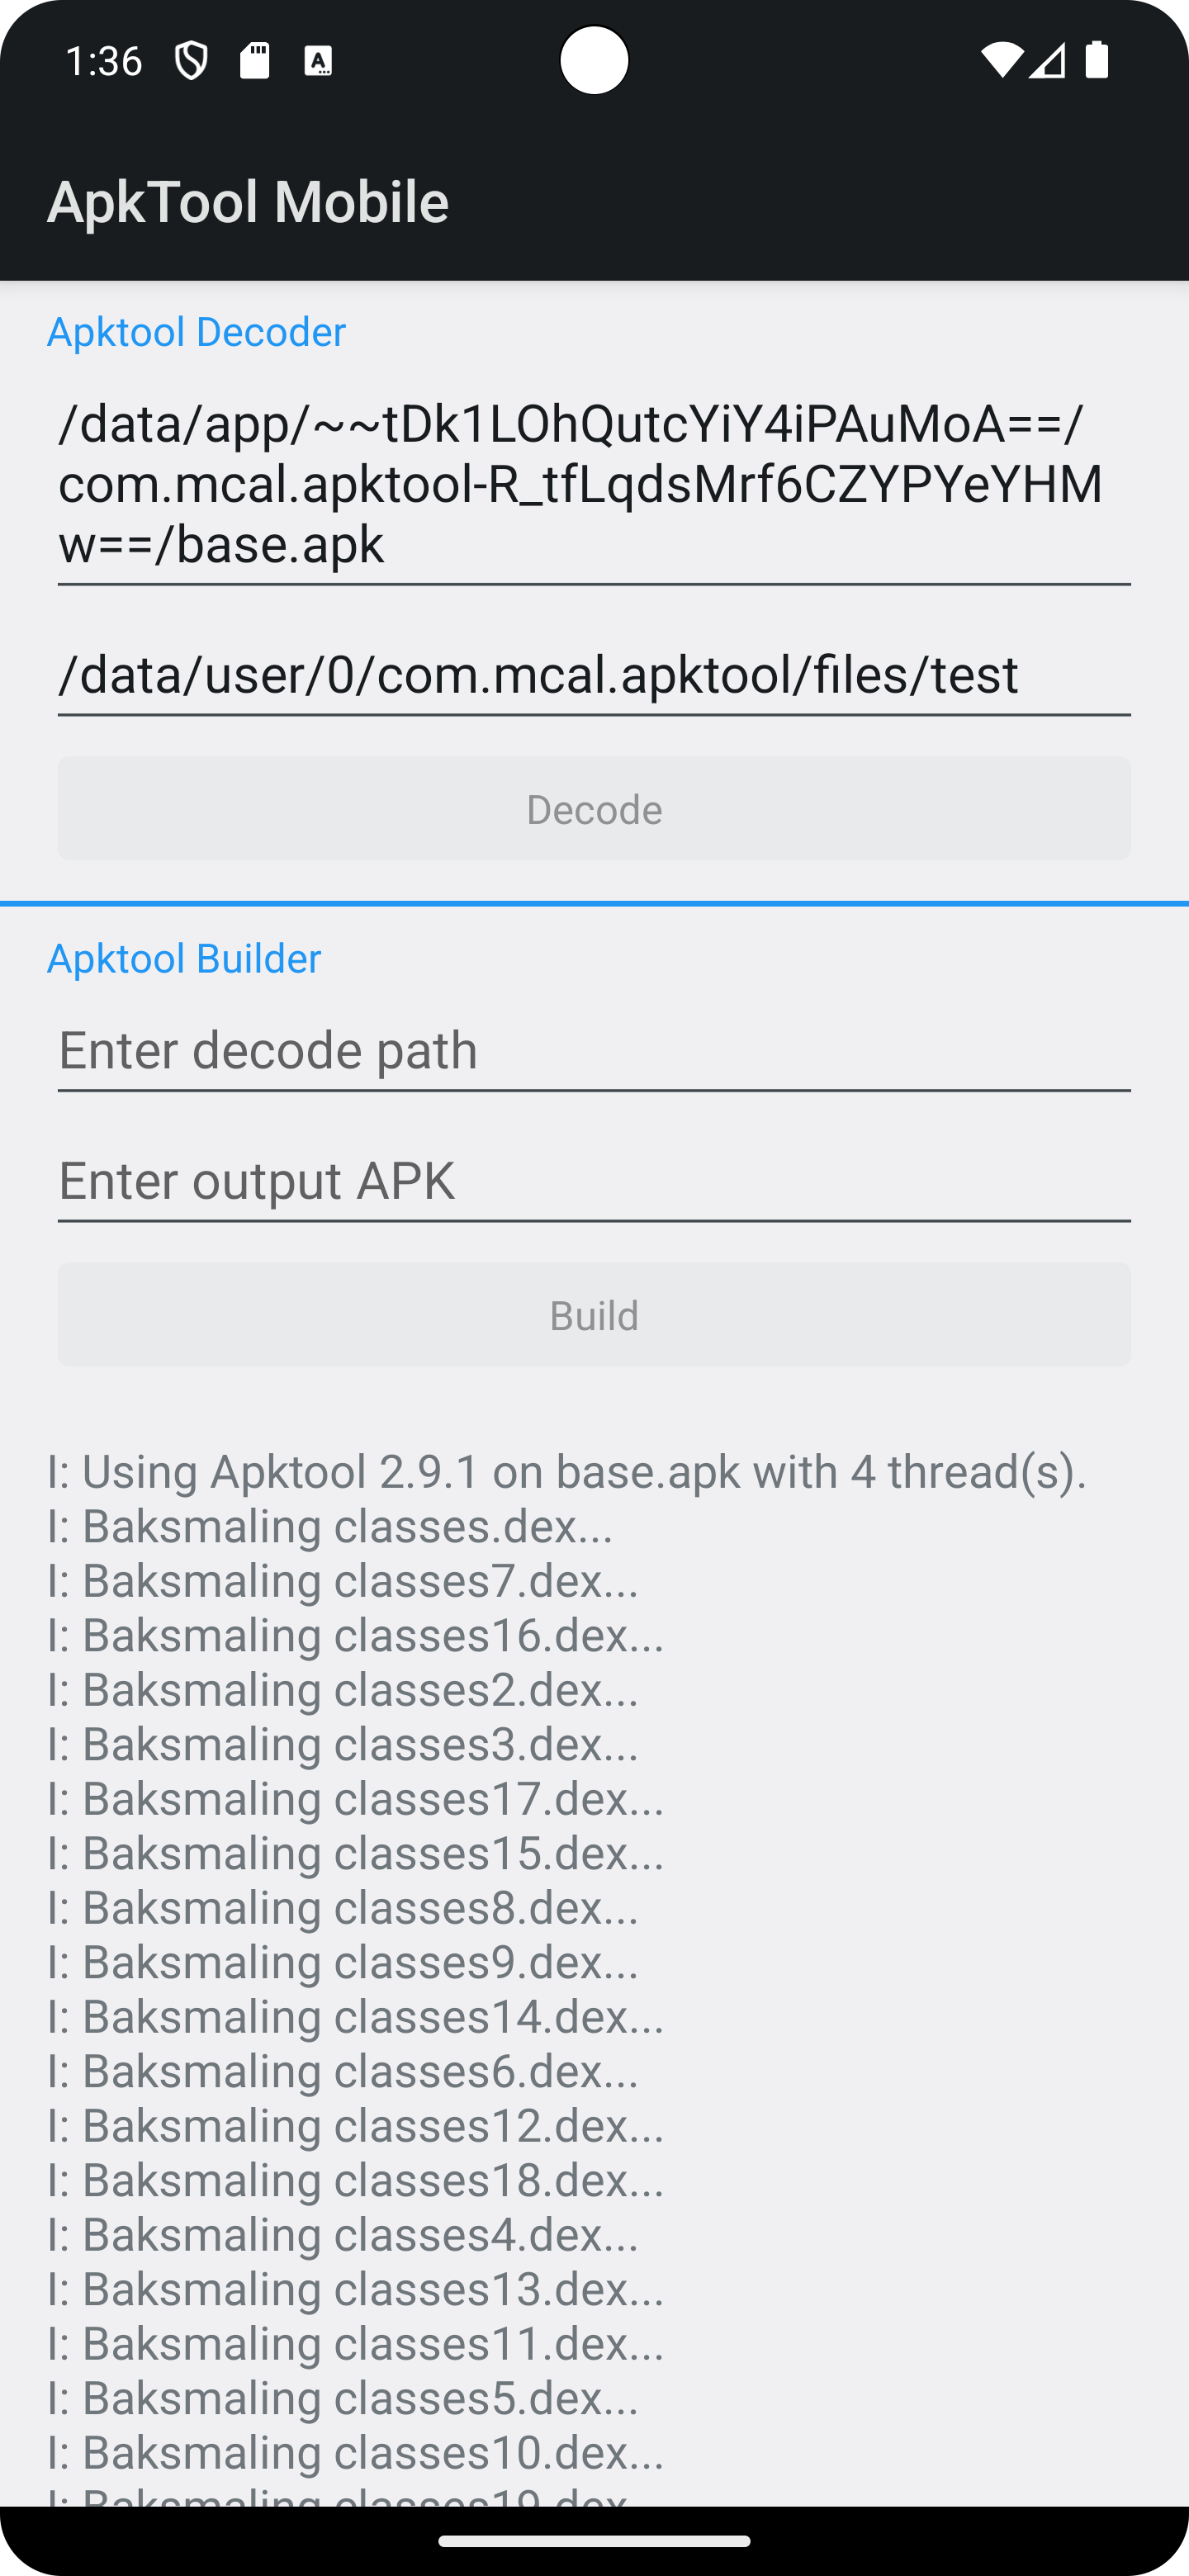 1:36
ApkTool Mobile
Apktool Decoder
/data/app/~~tDk1LOhQutcYiY4iPAuMoA==/
com.mcal.apktool-R_tfLqdsMrf6CZYPYeYHM
w==/base.apk
/data/user/0/com.mcal.apktool/files/test
Decode
Apktool Builder
Enter decode path
Enter output APK
Build
I: Using Apktool 2.9.1 on base.apk with 4 thread(s).
I: Baksmaling classes.dex...
I: Baksmaling classes7.dex...
I: Baksmaling classes16.dex...
I: Baksmaling classes2.dex...
I: Baksmaling classes3.dex...
I: Baksmaling classes17.dex...
I: Baksmaling classes15.dex...
I: Baksmaling classes8.dex...
I: Baksmaling classes9.dex...
I: Baksmaling classes14.dex...
I: Baksmaling classes6.dex...
I: Baksmaling classes12.dex...
I: Baksmaling classes18.dex...
I: Baksmaling classes4.dex...
I: Baksmaling classes13.dex...
I: Baksmaling classes11.dex...
I: Baksmaling classes5.dex...
I: Baksmaling classes10.dex...
I: Baksmaling classes19.dex